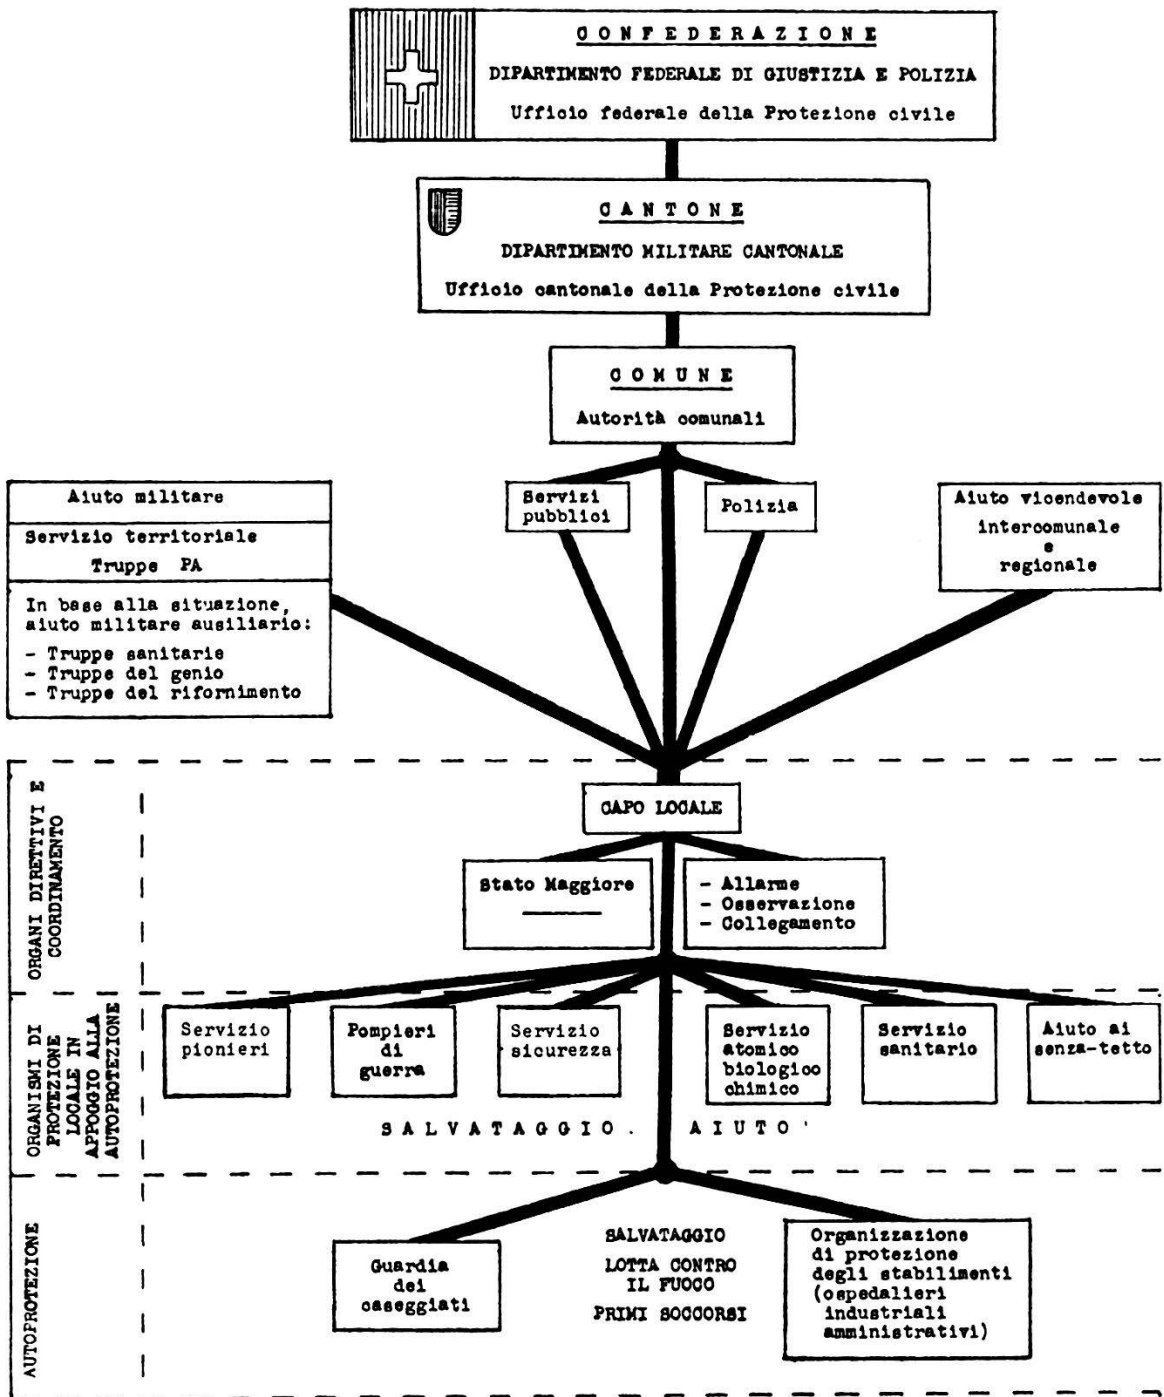 CONFEDERAZIONE
DIPARTIMENTO FEDERALE DI GIUSTIZIA E POLIZIA
Ufficio federale della Protezione civile
CANTONE
DIPARTIMENTO MILITARE CANTONALE
Ufficio cantonale della Protezione civile
COMUNE
Autorità comunali
Aiuto militare
Servizio territoriale
Truppe PA
In base alla situazione,
aiuto militare ausiliario:
- Truppe sanitarie
- Truppe del genio
- Truppe del rifornimento
Servizi
pubblici
Polizia
Aiuto vicendevole
intercomunale
e
regionale
ORGANI DIRETTIVI E
COORDINAMENTO
CAPO LOCALE
Stato Maggiore
- Allarme
- Osservazione
- Collegamento
ORGANISMI DI
PROTEZIONE
LOCALE IN
APPOGGIO ALLA
AUTOPROTEZIONE
Servizio
pionieri
Pompieri
di
guerra
Servizio
sicurezza
Servizio
atomico
biologico
chimico
Servizio
sanitario
Aiuto ai
senza-tetto
SALVATAGGIO . AIUTO
AUTOPROTEZIONE
Guardia
dei
caseggiati
SALVATAGGIO
LOTTA CONTRO
IL FUOCO
PRIMI SOCCORSI
Organizzazione
di protezione
degli stabilimenti
(ospedalieri
industriali
amministrativi)